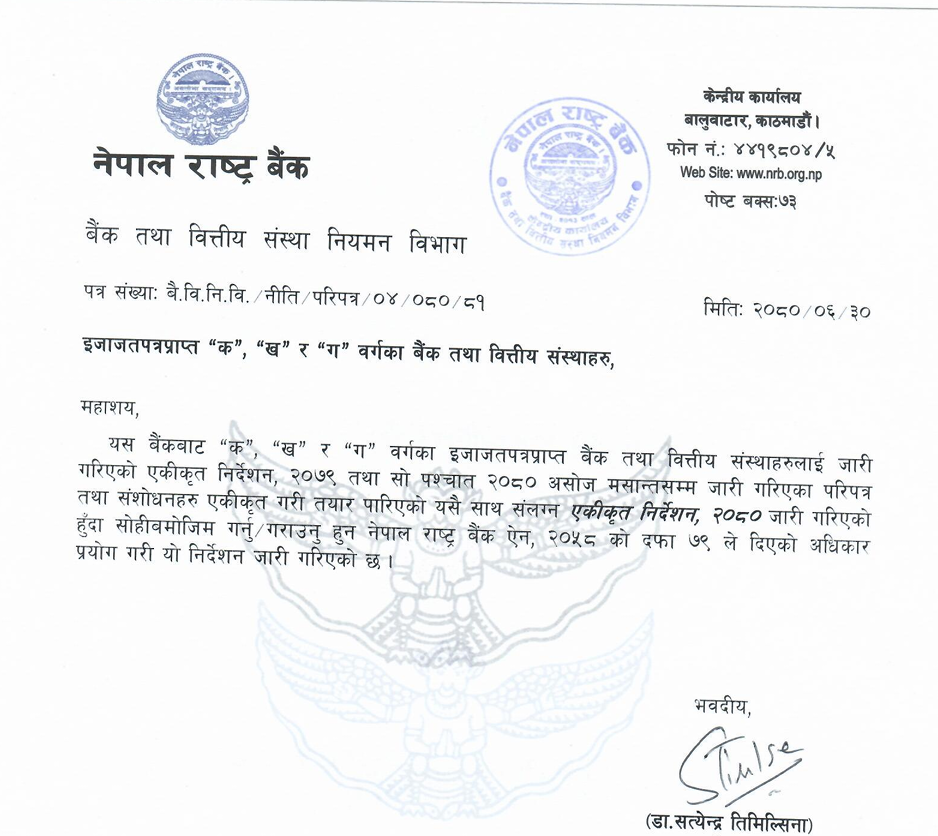 नेपाल राष्ट्र बैंक
केन्द्रीय कार्यालय
बालुवाटार, काठमाडौं।
फोन नं.: ४४१९८०४/५
Web Site: www.nrb.org.np
पोष्ट बक्स:७३
नेपाल राष्ट्र बैंक
बैंक तथा वित्तीय संस्था नियमन विभाग
पत्र संख्या: बै.वि.नि.वि./नीति/परिपत्र/०४/०८०/८१
मिति: २०८०/०६/३०
इजाजतपत्रप्राप्त “क”, “ख” र “ग” वर्गका बैंक तथा वित्तीय संस्थाहरु,
महाशय,
यस बैंकबाट “क”, “ख” र “ग” वर्गका इजाजतपत्रप्राप्त बैंक तथा वित्तीय संस्थाहरुलाई जारी
गरिएको एकीकृत निर्देशन, २०७९ तथा सो पश्चात २०८० असोज मसान्तसम्म जारी गरिएका परिपत्र
तथा संशोधनहरु एकीकृत गरी तयार पारिएको यसै साथ संलग्न एकीकृत निर्देशन, २०८० जारी गरिएको
हुँदा सोहीबमोजिम गर्नु/गराउनु हुन नेपाल राष्ट्र बैंक ऐन, २०५८ को दफा ७९ ले दिएको अधिकार
प्रयोग गरी यो निर्देशन जारी गरिएको छ।
भवदीय,
(डा.सत्येन्द्र तिमिल्सिना)